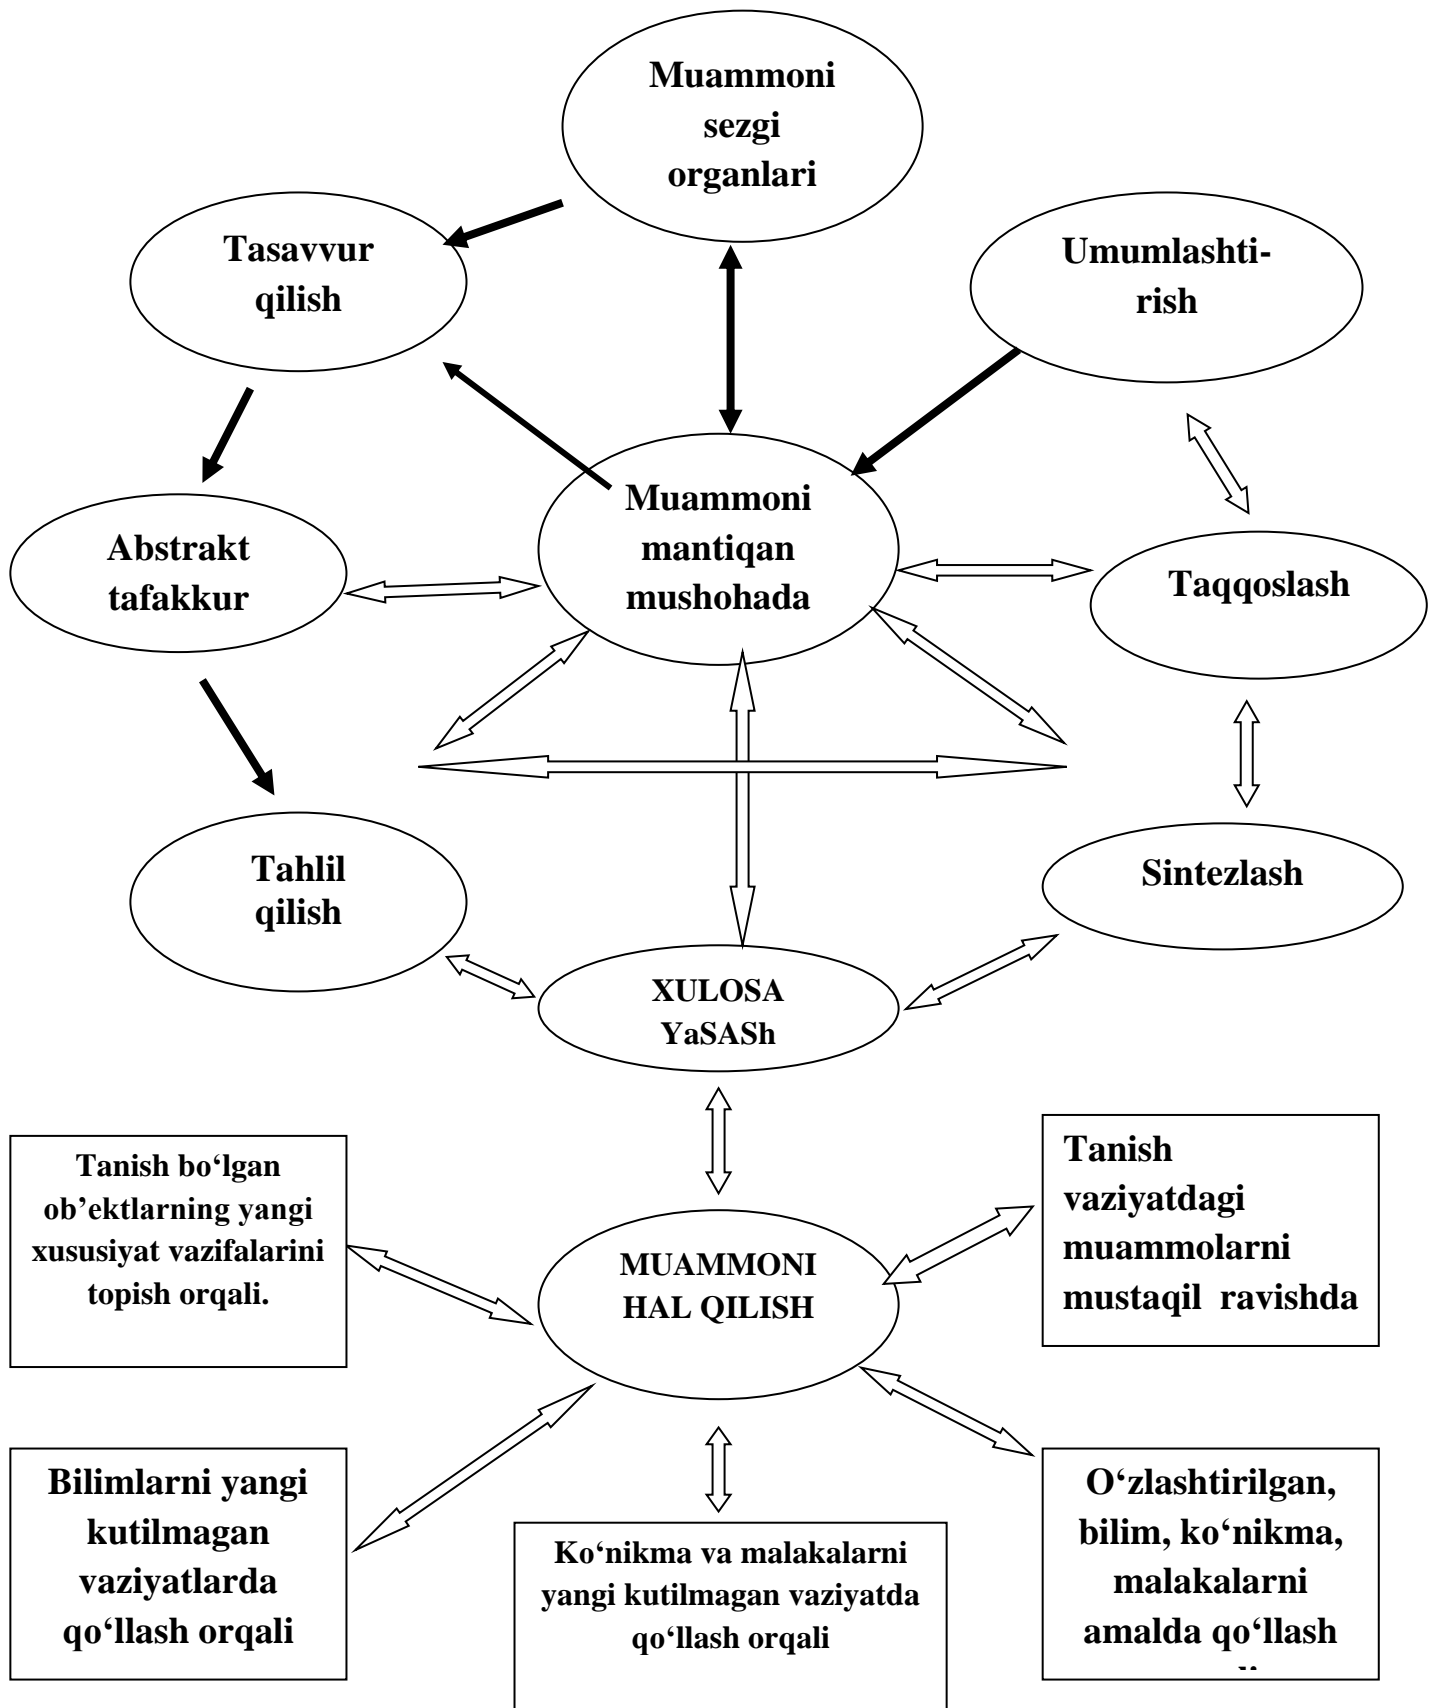 Muammoni
sezgi
organlari
Tasavvur
qilish
Umumlashti-
rish
Muammoni
mantiqan
mushohada
Abstrakt
tafakkur
Taqqoslash
Tahlil
qilish
Sintezlash
XULOSA
YaSASh
Tanish bo‘lgan
ob’ektlarning yangi
xususiyat vazifalarini
topish orqali.
MUAMMONI
HAL QILISH
Tanish
vaziyatdagi
muammolarni
mustaqil ravishda
Bilimlarni yangi
kutilmagan
vaziyatlarda
qo‘llash orqali
Ko‘nikma va malakalarni
yangi kutilmagan vaziyatda
qo‘llash orqali
O‘zlashtirilgan,
bilim, ko‘nikma,
malakalarni
amalda qo‘llash